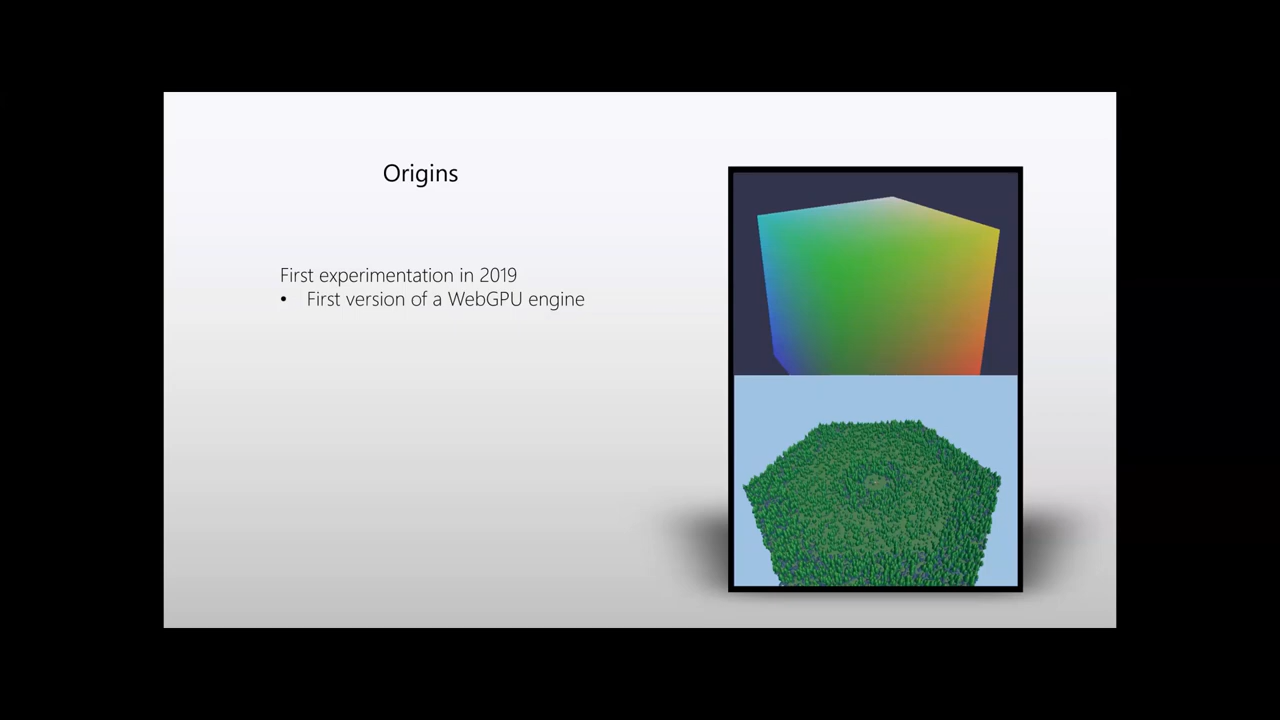 Origins
First experimentation in 2019
• First version of a WebGPU engine